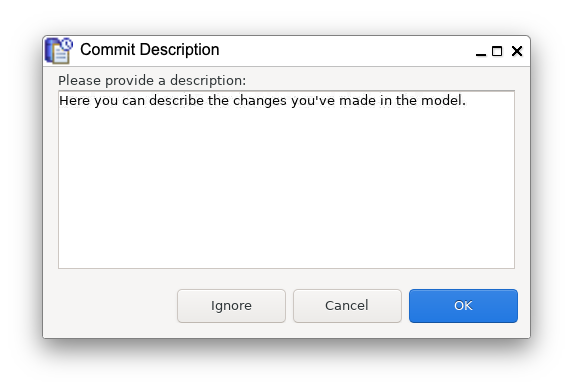 Commit Description
Please provide a description:
Here you can describe the changes you've made in the model.
Ignore
Cancel
OK